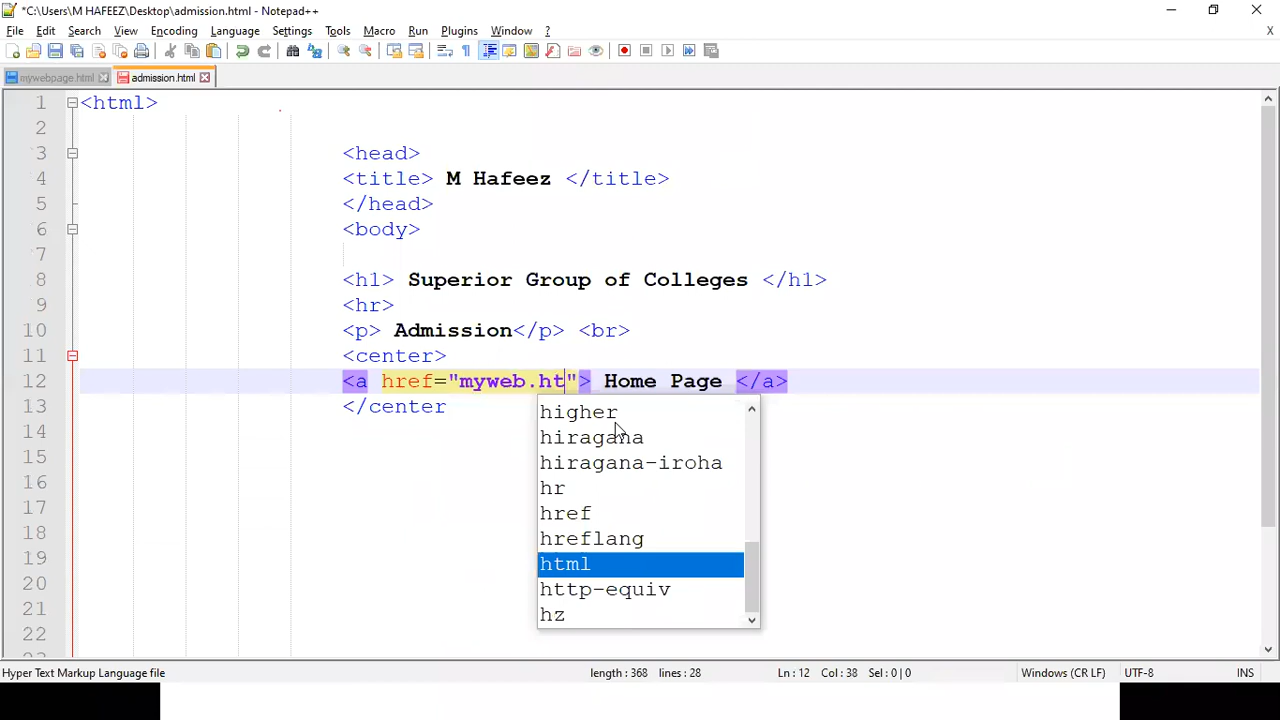 *C:\Users\M HAFEEZ\Desktop\admission.html - Notepad++
File Edit Search View Encoding Language Settings Tools Macro Run Plugins Window ? X
mywebpage.html admission.html
1 <html>
2
3 <head>
4 <title> M Hafeez </title>
5 </head>
6 <body>
7
8 <h1> Superior Group of Colleges </h1>
9 <hr>
10 <p> Admission</p> <br>
11 <center>
12 <a href="myweb.ht"> Home Page </a>
13 </center
14 higher
15 hiragana
16 hiragana-iroha
17 hr
18 href
19 hreflang
20 html
21 http-equiv
22 hz
Hyper Text Markup Language file length : 368 lines : 28 Ln : 12 Col : 38 Sel : 0 | 0 Windows (CR LF) UTF-8 INS